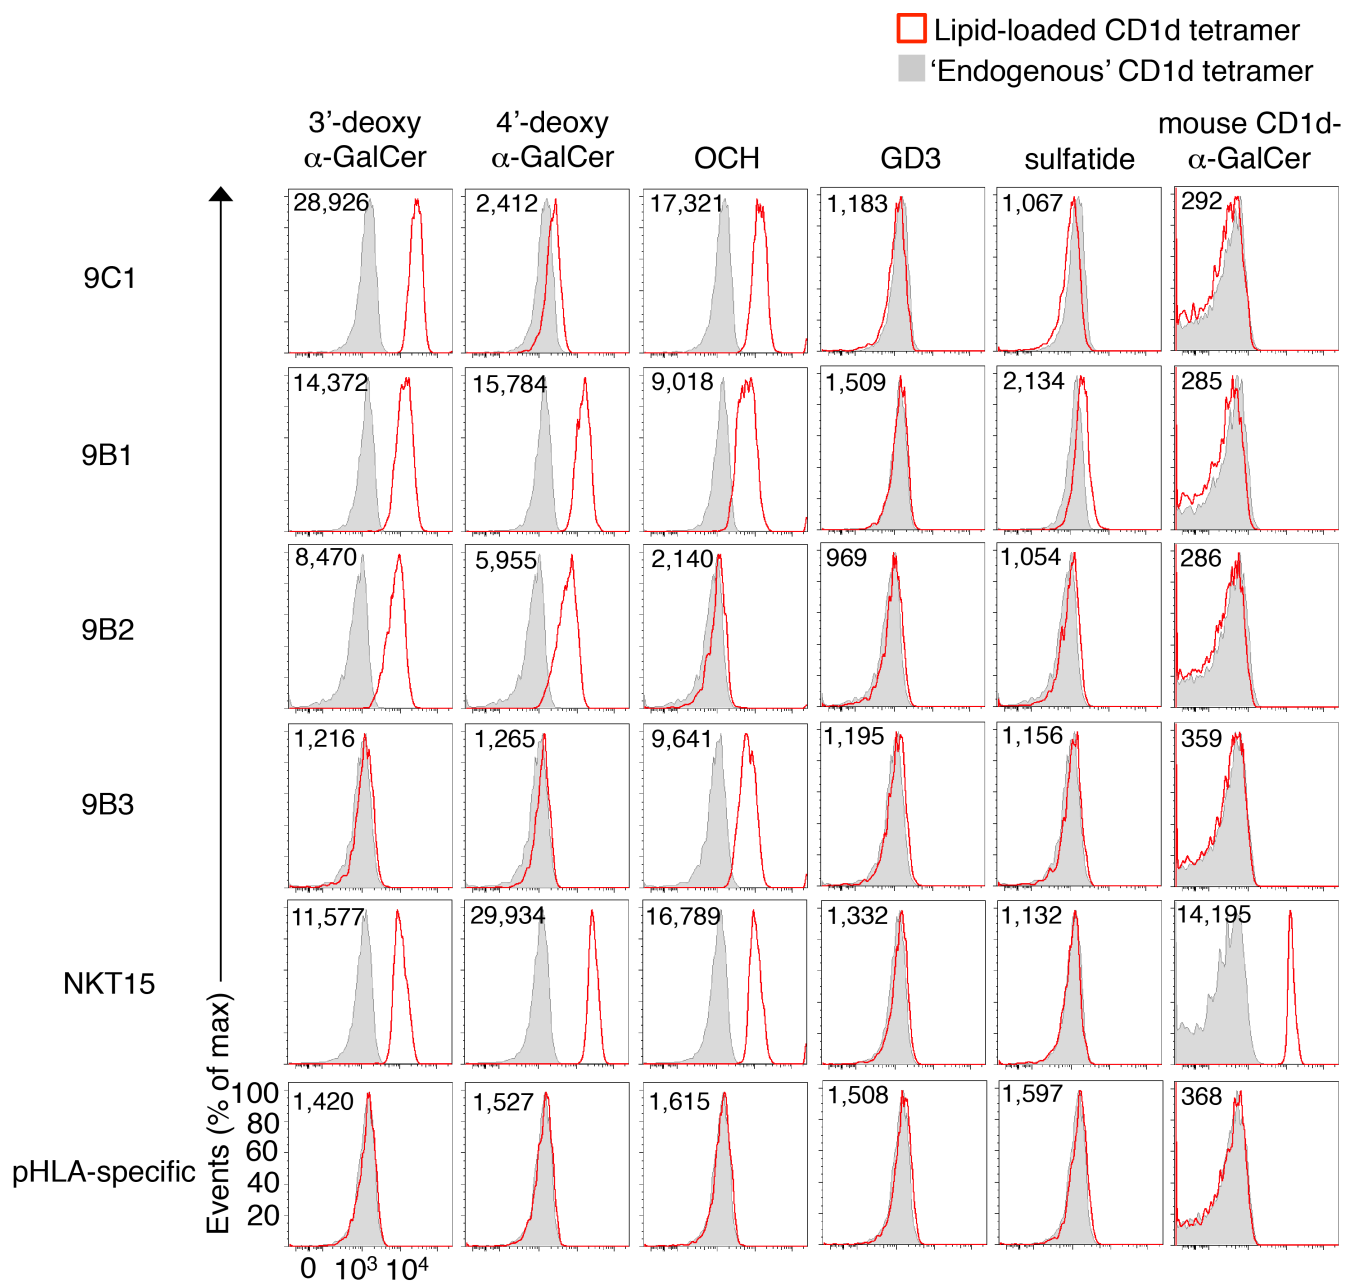 Lipid-loaded CD1d tetramer
‘Endogenous’ CD1d tetramer
3’-deoxy α-GalCer
4’-deoxy α-GalCer
OCH
GD3
sulfatide
mouse CD1d-α-GalCer
9C1
28,926
2,412
17,321
1,183
1,067
292
9B1
14,372
15,784
9,018
1,509
2,134
285
9B2
8,470
5,955
2,140
969
1,054
286
9B3
1,216
1,265
9,641
1,195
1,156
359
NKT15
11,577
29,934
16,789
1,332
1,132
14,195
pHLA-specific
1,420
1,527
1,615
1,508
1,597
368
Events (% of max)
100
80
60
40
20
0 10³ 10⁴